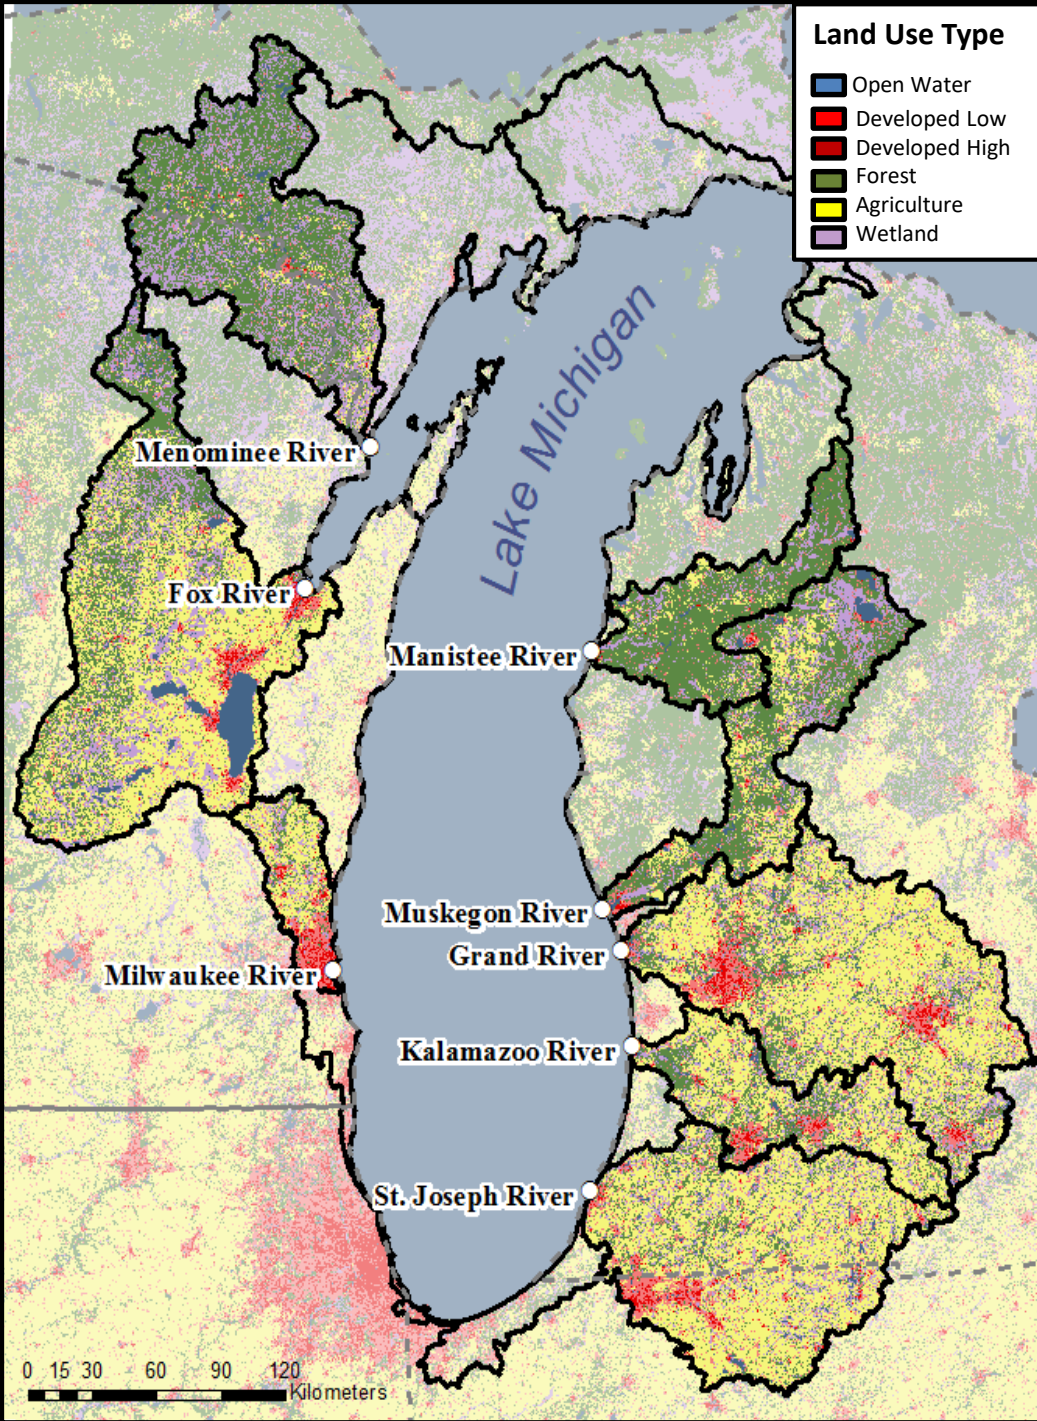 Land Use Type
Open Water
Developed Low
Developed High
Forest
Agriculture
Wetland
Lake Michigan
Menominee River
Fox River
Manistee River
Muskegon River
Grand River
Milwaukee River
Kalamazoo River
St. Joseph River
0 15 30 60 90 120
Kilometers